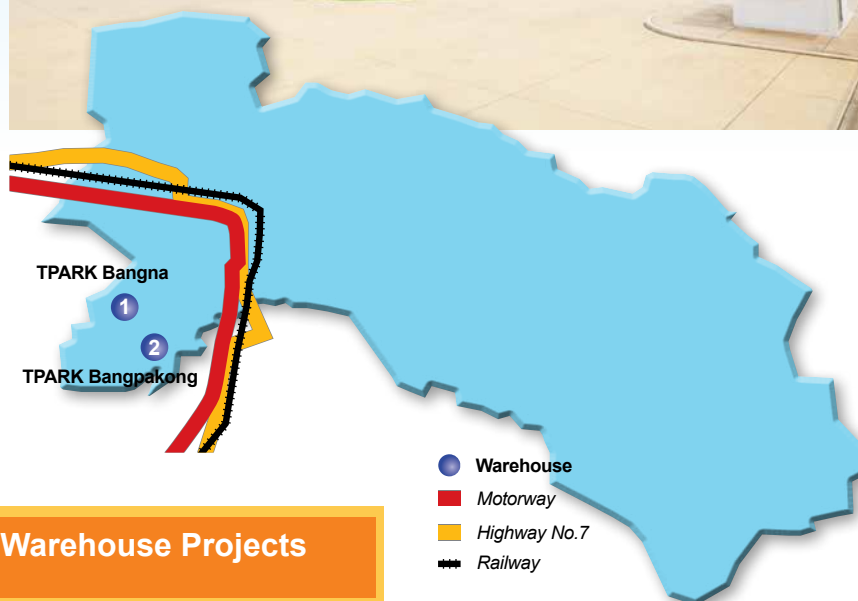 TPARK Bangna
1
2
TPARK Bangpakong
Warehouse
Motorway
Highway No.7
Railway
Warehouse Projects